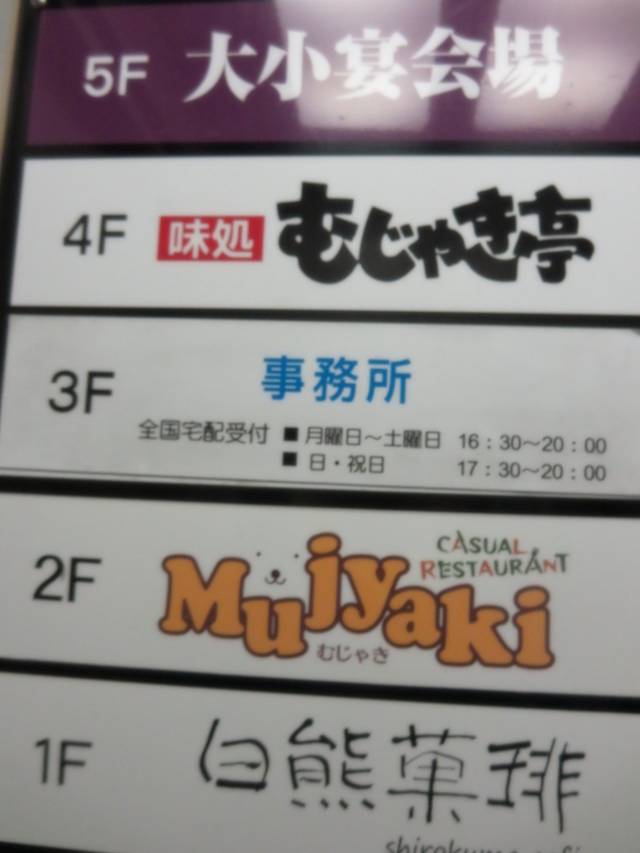 5F 大小宴会場
4F 味処 むじゃき亭
3F 事務所
全国宅配受付 ■ 月曜日～土曜日 16：30～20：00
■ 日・祝日 17：30～20：00
CASUAL
RESTAURANT
2F Mujyaki
むじゃき
1F 白熊菓琲